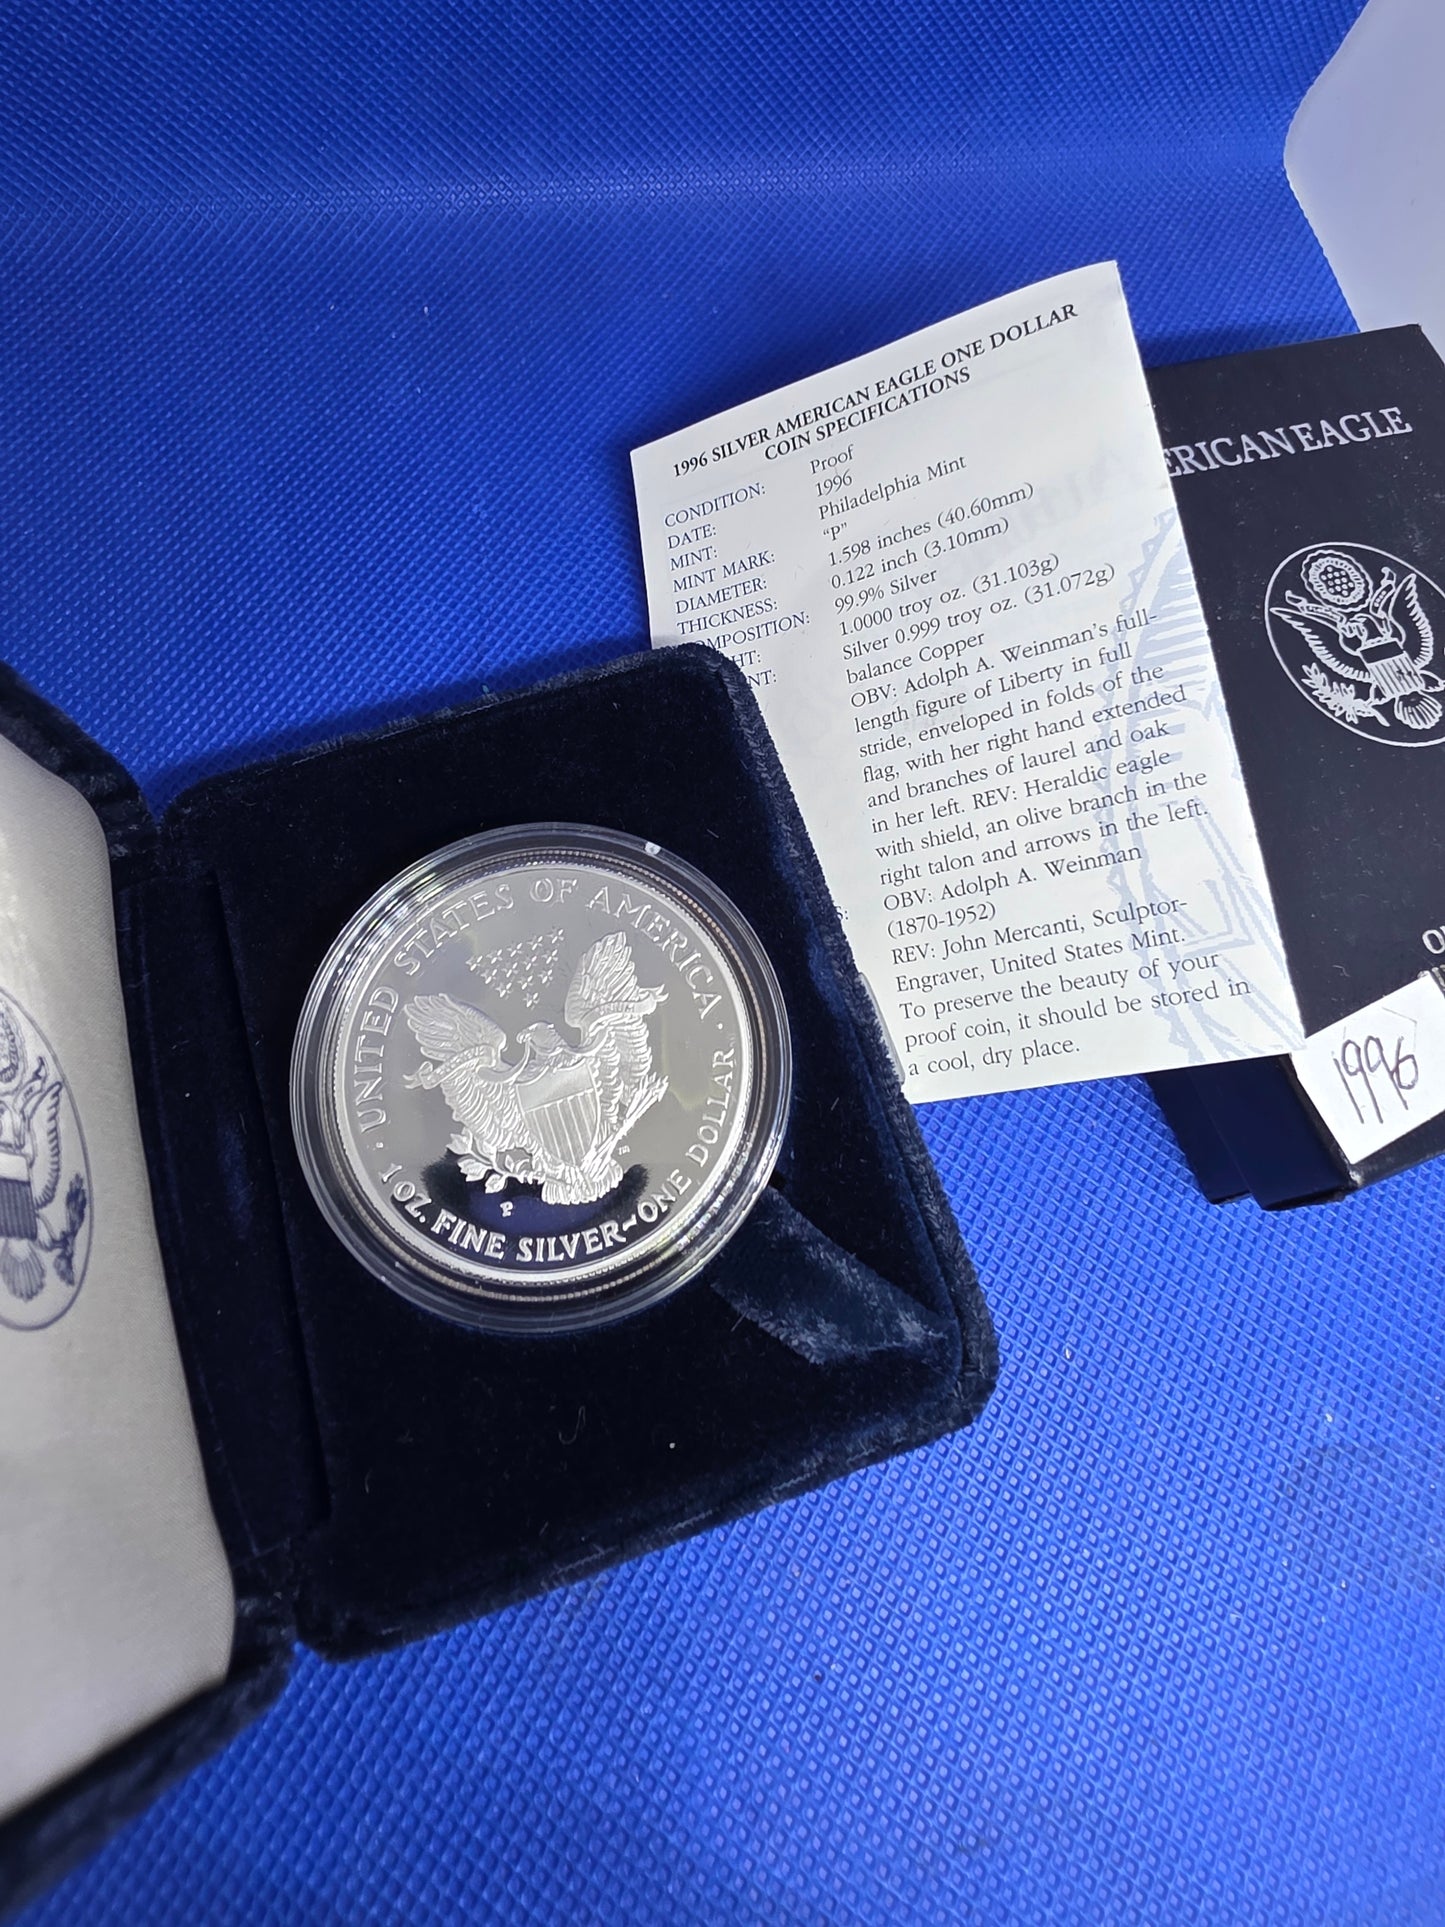 1996 SILVER AMERICAN EAGLE ONE DOLLAR
COIN SPECIFICATIONS
CONDITION: Proof
DATE: 1996
MINT: Philadelphia Mint
MINT MARK: "P"
DIAMETER: 1.598 inches (40.60mm)
THICKNESS: 0.122 inch (3.10mm)
OMPOSITION: 99.9% Silver
HT: 1.0000 troy oz. (31.103g)
NT: Silver 0.999 troy oz. (31.072g)
balance Copper
OBV: Adolph A. Weinman's full-
length figure of Liberty in full
stride, enveloped in folds of the
flag, with her right hand extended
and branches of laurel and oak
in her left. REV: Heraldic eagle
with shield, an olive branch in the
right talon and arrows in the left.
S: OBV: Adolph A. Weinman
(1870-1952)
REV: John Mercanti, Sculptor-
Engraver, United States Mint.
To preserve the beauty of your
proof coin, it should be stored in
a cool, dry place.
ERICAN EAGLE
1996
UNITED STATES OF AMERICA
1 OZ. FINE SILVER~ONE DOLLAR
P